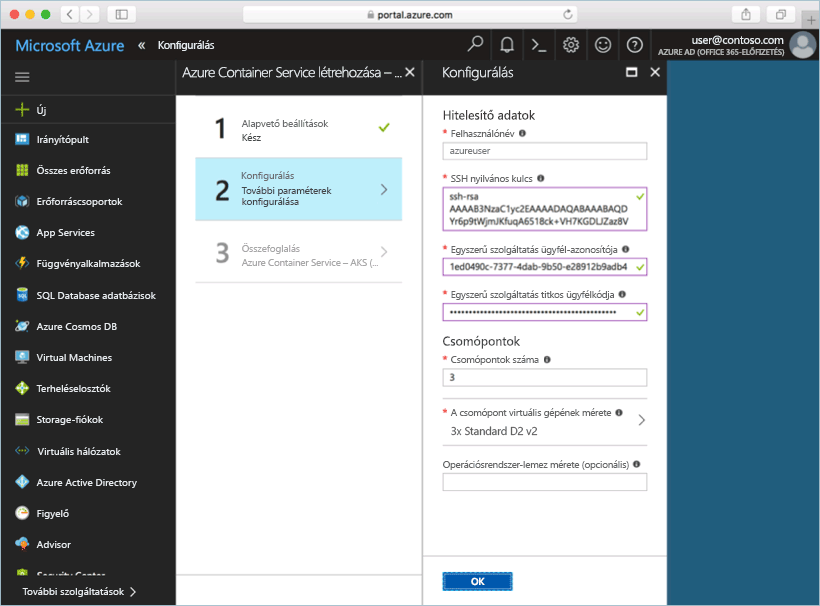 portal.azure.com
Microsoft Azure « Konfigurálás
user@contoso.com
AZURE AD (OFFICE 365-ELŐFIZETÉS)
Új
Irányítópult
Összes erőforrás
Erőforráscsoportok
App Services
Függvényalkalmazások
SQL Database adatbázisok
Azure Cosmos DB
Virtual Machines
Terheléselosztók
Storage-fiókok
Virtuális hálózatok
Azure Active Directory
Figyelő
Advisor
Security Center
További szolgáltatások
Azure Container Service létrehozása – ...
1
Alapvető beállítások
Kész
2
Konfigurálás
További paraméterek
konfigurálása
3
Összefoglalás
Azure Container Service – AKS (...
Konfigurálás
Hitelesítő adatok
* Felhasználónév
azureuser
* SSH nyilvános kulcs
ssh-rsa
AAAAB3NzaC1yc2EAAAADAQABAAABAQD
Yr6p9tWjmJKfuqA6518ck+VH7KGDLJZaz8V
* Egyszerű szolgáltatás ügyfél-azonosítója
1ed0490c-7377-4dab-9b50-e28912b9adb4
* Egyszerű szolgáltatás titkos ügyfélkódja
Csomópontok
* Csomópontok száma
3
* A csomópont virtuális gépének mérete
3x Standard D2 v2
Operációsrendszer-lemez mérete (opcionális)
OK